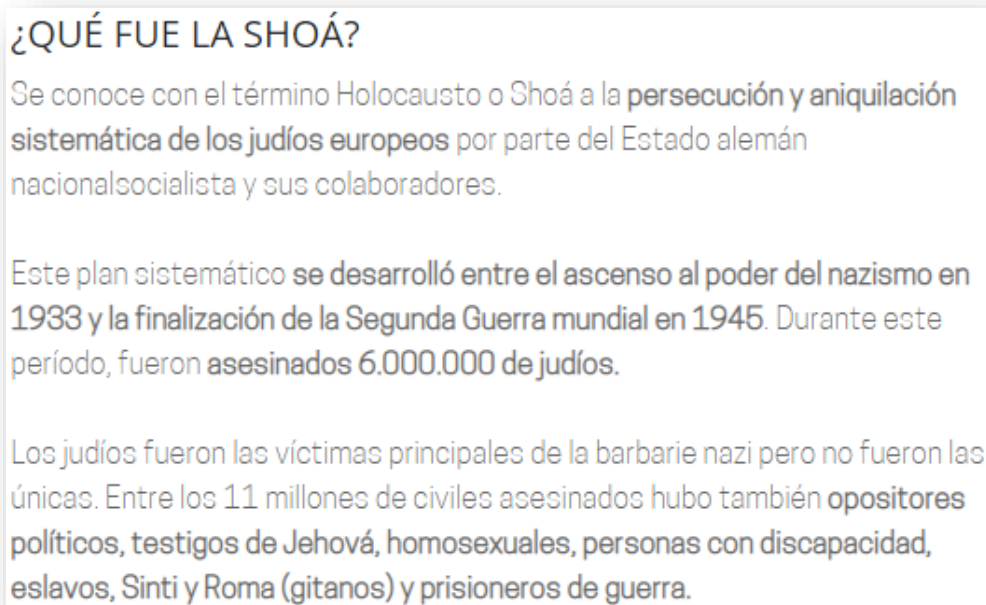 ¿QUÉ FUE LA SHOÁ?
Se conoce con el término Holocausto o Shoá a la persecución y aniquilación
sistemática de los judíos europeos por parte del Estado alemán
nacionalsocialista y sus colaboradores.
Este plan sistemático se desarrolló entre el ascenso al poder del nazismo en
1933 y la finalización de la Segunda Guerra mundial en 1945. Durante este
período, fueron asesinados 6.000.000 de judíos.
Los judíos fueron las víctimas principales de la barbarie nazi pero no fueron las
únicas. Entre los 11 millones de civiles asesinados hubo también opositores
políticos, testigos de Jehová, homosexuales, personas con discapacidad,
eslavos, Sinti y Roma (gitanos) y prisioneros de guerra.